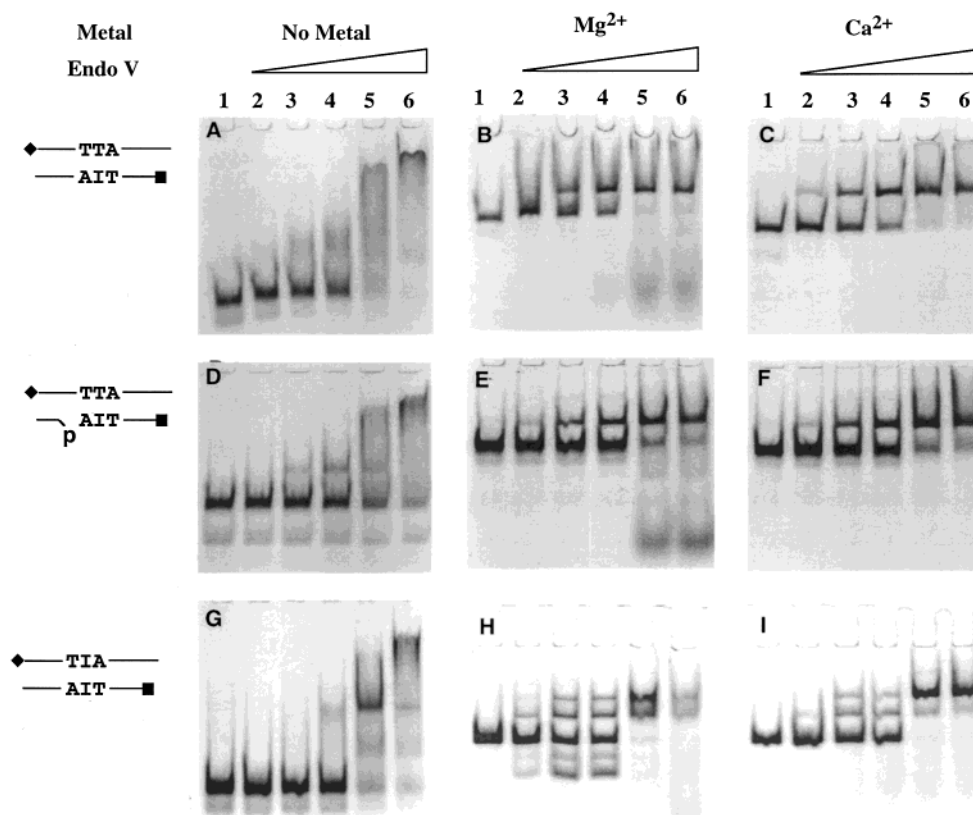 Metal No Metal Mg2+ Ca2+
Endo V
1 2 3 4 5 6 1 2 3 4 5 6 1 2 3 4 5 6
A B C
TTA
AIT
D E F
TTA
AIT
p
G H I
TIA
AIT